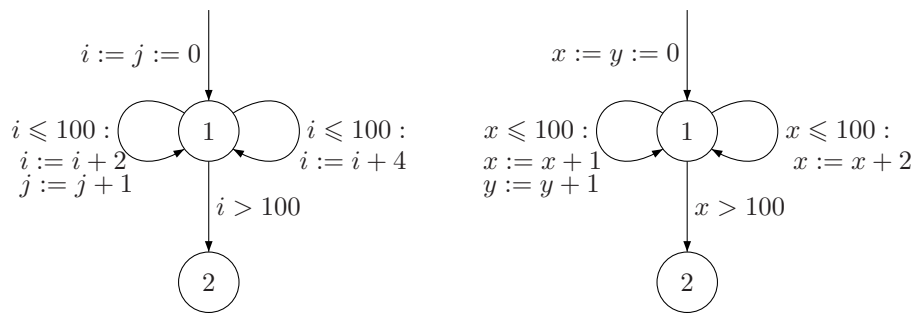 i := j := 0
i ⩽ 100 :
i := i + 2
j := j + 1
1
i ⩽ 100 :
i := i + 4
i > 100
2
x := y := 0
x ⩽ 100 :
x := x + 1
y := y + 1
1
x ⩽ 100 :
x := x + 2
x > 100
2